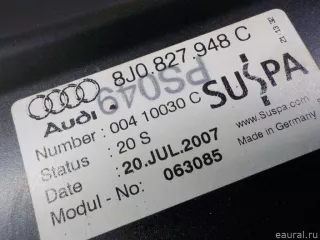 8J0.827.948 C
PS049
Audi
SUSPA
Number : 004 10030 C
Status : 20 S
Date : 20.JUL.2007
Modul - No: 063085
www.Suspa.com
Made in Germany
eaural.ru